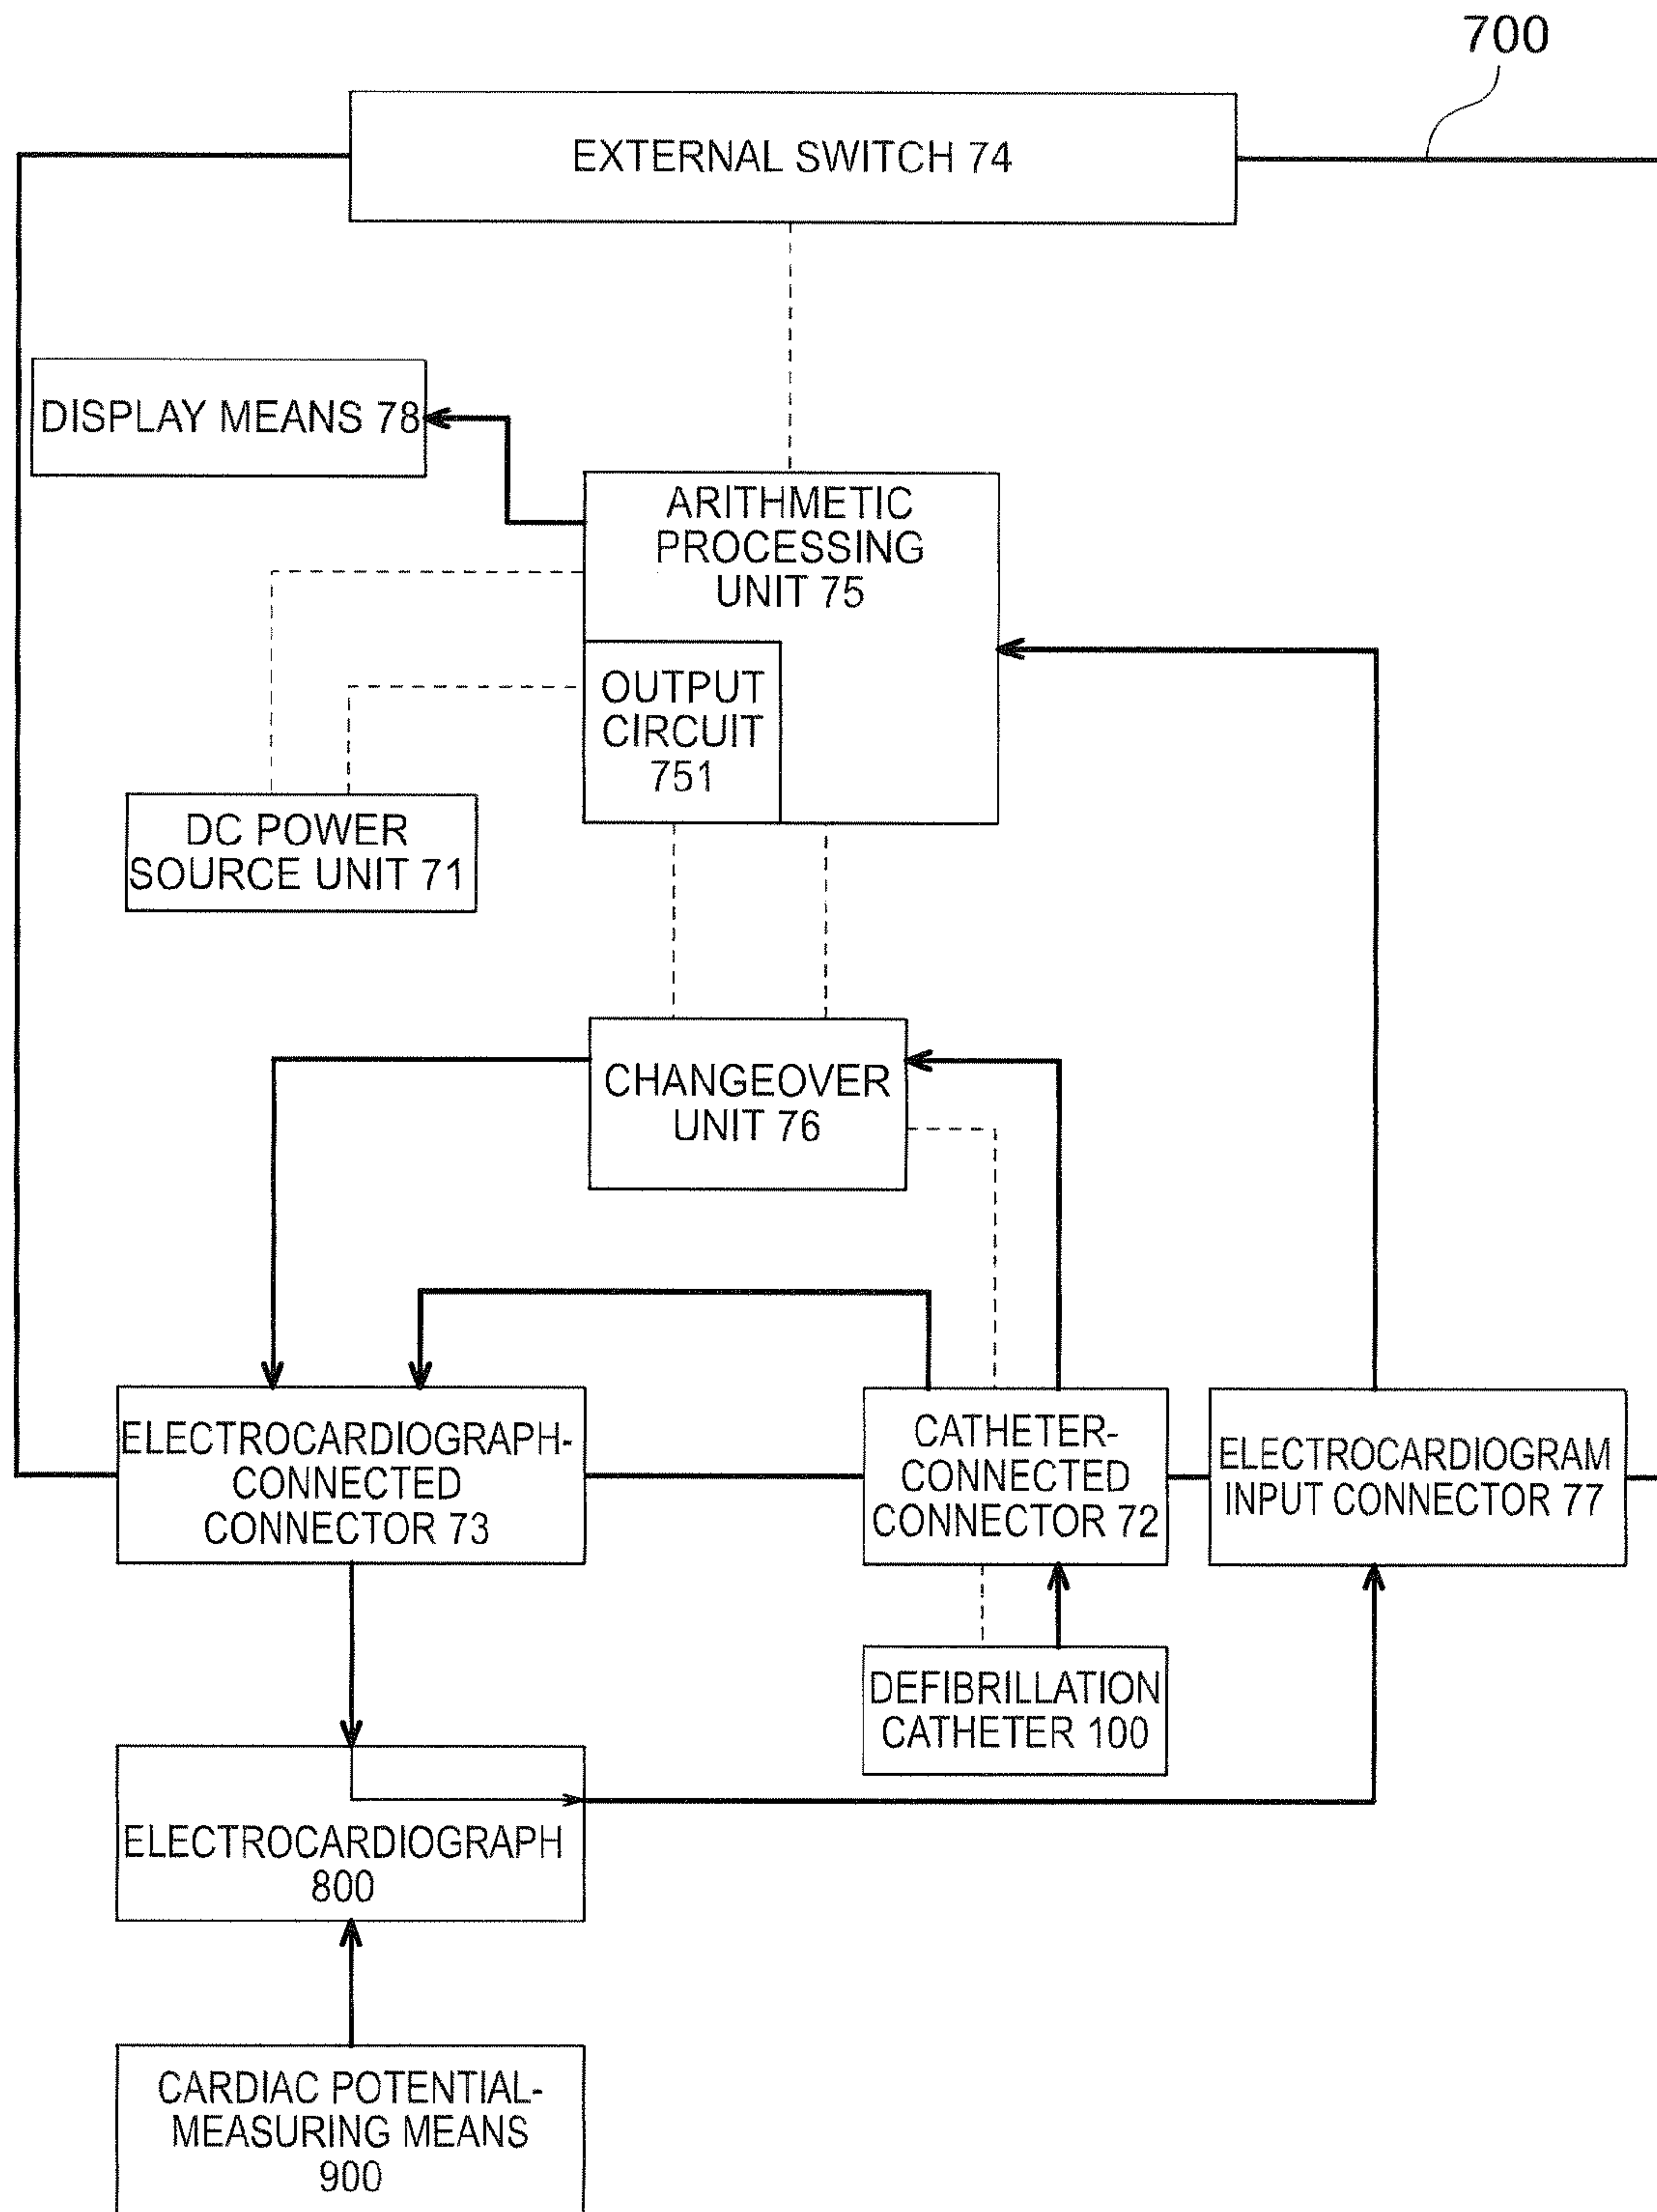 700
EXTERNAL SWITCH 74
DISPLAY MEANS 78
ARITHMETIC
PROCESSING
UNIT 75
OUTPUT
CIRCUIT
751
DC POWER
SOURCE UNIT 71
CHANGEOVER
UNIT 76
ELECTROCARDIOGRAPH-
CONNECTED
CONNECTOR 73
CATHETER-
CONNECTED
CONNECTOR 72
ELECTROCARDIOGRAM
INPUT CONNECTOR 77
DEFIBRILLATION
CATHETER 100
ELECTROCARDIOGRAPH
800
CARDIAC POTENTIAL-
MEASURING MEANS
900